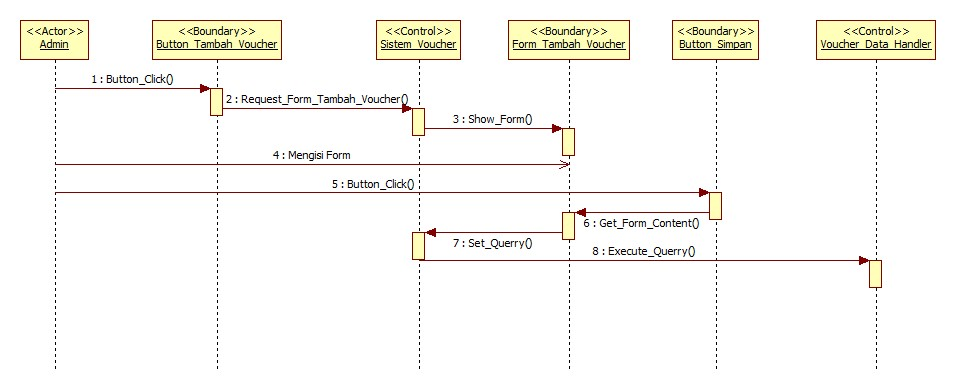 <<Actor>>
Admin
<<Boundary>>
Button_Tambah_Voucher
<<Control>>
Sistem_Voucher
<<Boundary>>
Form_Tambah_Voucher
<<Boundary>>
Button_Simpan
<<Control>>
Voucher_Data_Handler
1 : Button_Click()
2 : Request_Form_Tambah_Voucher()
3 : Show_Form()
4 : Mengisi Form
5 : Button_Click()
6 : Get_Form_Content()
7 : Set_Querry()
8 : Execute_Querry()